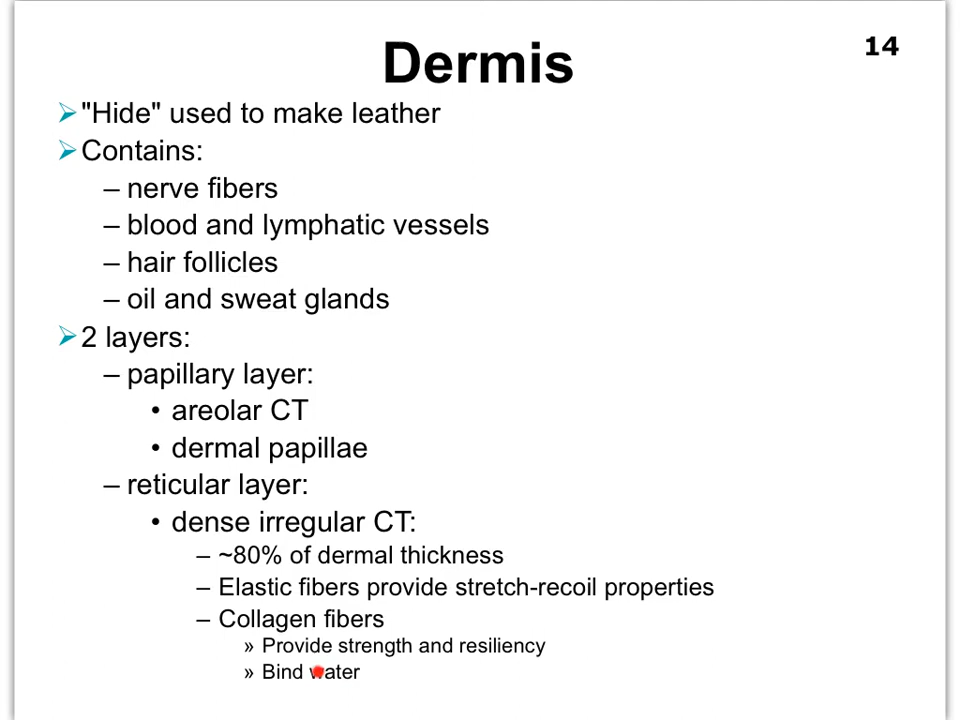 Dermis
14
➢"Hide" used to make leather
➢Contains:
– nerve fibers
– blood and lymphatic vessels
– hair follicles
– oil and sweat glands
➢2 layers:
– papillary layer:
• areolar CT
• dermal papillae
– reticular layer:
• dense irregular CT:
– ~80% of dermal thickness
– Elastic fibers provide stretch-recoil properties
– Collagen fibers
» Provide strength and resiliency
» Bind water